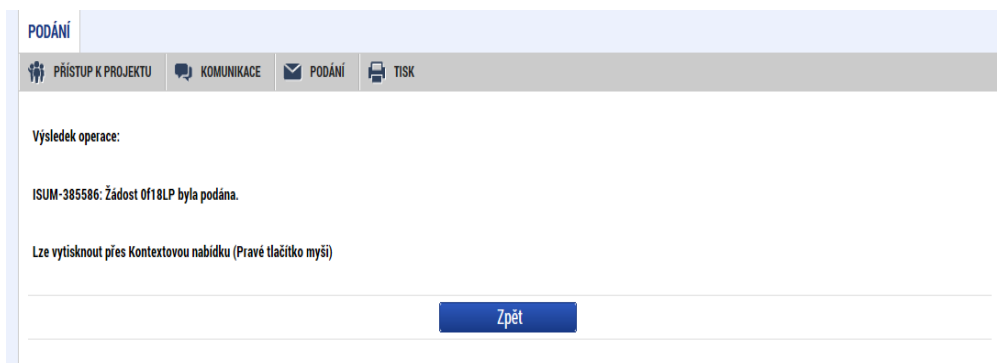 PODÁNÍ
PŘÍSTUP K PROJEKTU KOMUNIKACE PODÁNÍ TISK
Výsledek operace:
ISUM-385586: Žádost 0f18LP byla podána.
Lze vytisknout přes Kontextovou nabídku (Pravé tlačítko myši)
Zpět